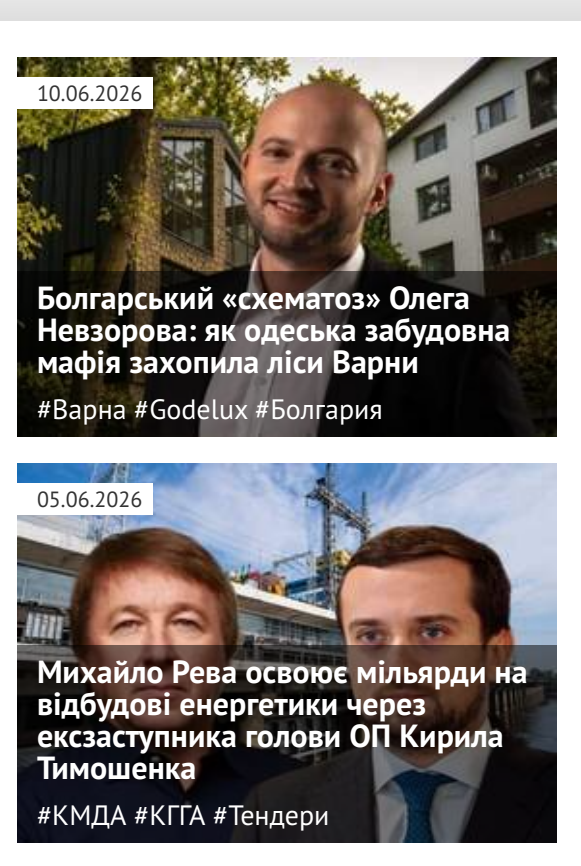 10.06.2026
Болгарський «схематоз» Олега
Невзорова: як одеська забудовна
мафія захопила ліси Варни
#Варна #Godelux #Болгария
05.06.2026
Михайло Рева освоює мільярди на
відбудові енергетики через
ексзаступника голови ОП Кирила
Тимошенка
#КМДА #КГГА #Тендери